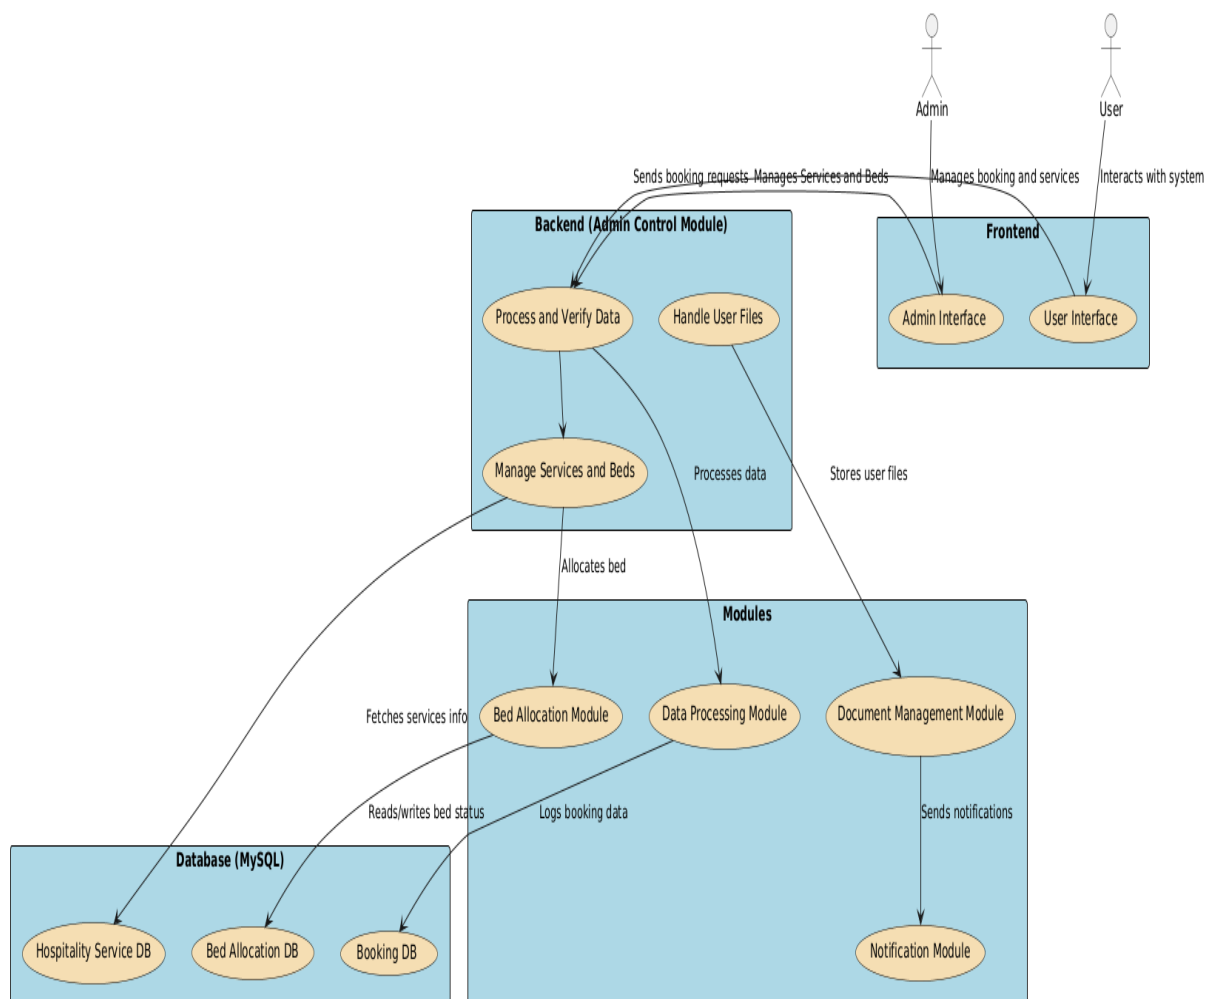 Admin
User
Sends booking requests
Manages Services and Beds
Manages booking and services
Interacts with system
Backend (Admin Control Module)
Frontend
Process and Verify Data
Handle User Files
Admin Interface
User Interface
Manage Services and Beds
Processes data
Stores user files
Allocates bed
Modules
Fetches services info
Bed Allocation Module
Data Processing Module
Document Management Module
Reads/writes bed status
Logs booking data
Sends notifications
Database (MySQL)
Hospitality Service DB
Bed Allocation DB
Booking DB
Notification Module